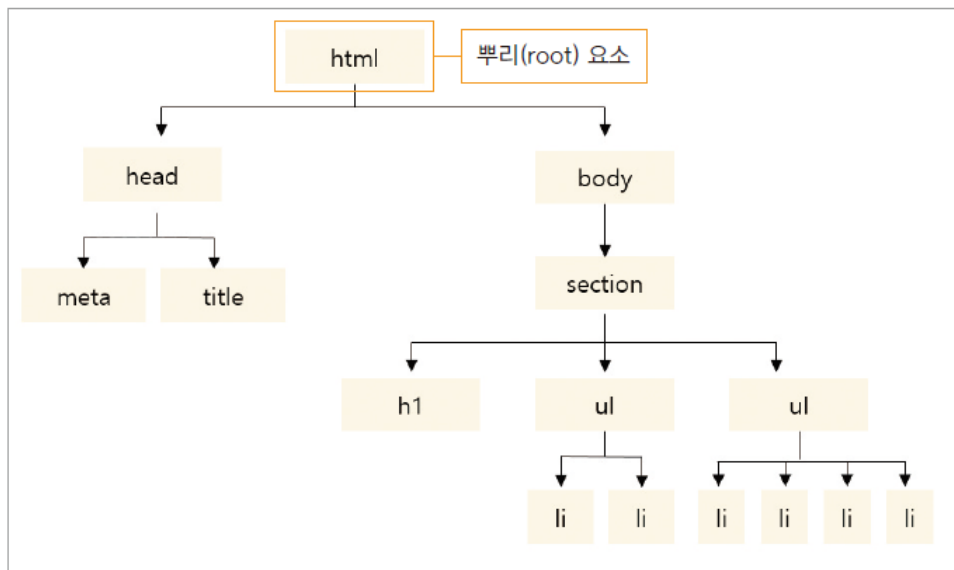 html
뿌리(root) 요소
head
body
meta
title
section
h1
ul
ul
li
li
li
li
li
li